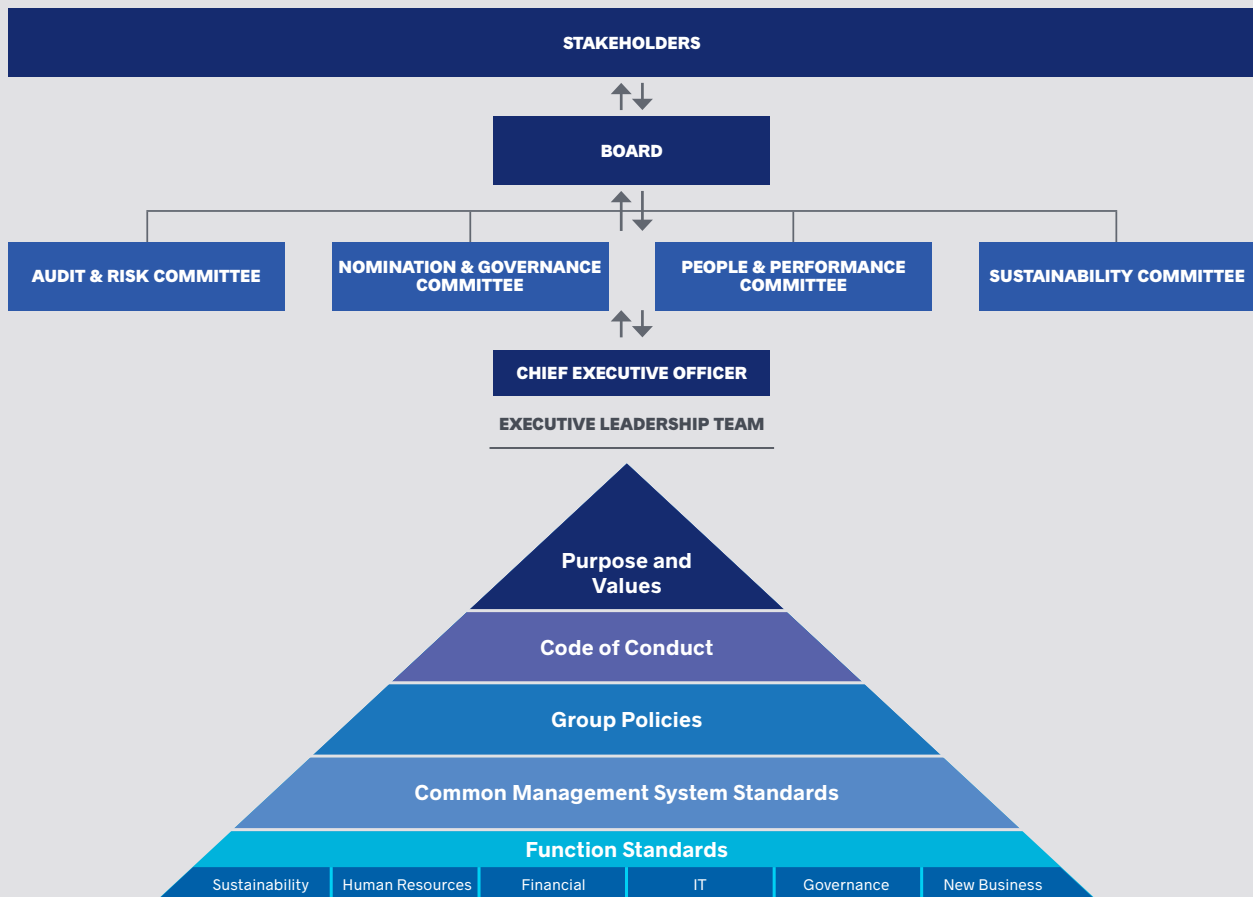 STAKEHOLDERS
BOARD
AUDIT & RISK COMMITTEE
NOMINATION & GOVERNANCE
COMMITTEE
PEOPLE & PERFORMANCE
COMMITTEE
SUSTAINABILITY COMMITTEE
CHIEF EXECUTIVE OFFICER
EXECUTIVE LEADERSHIP TEAM
Purpose and
Values
Code of Conduct
Group Policies
Common Management System Standards
Function Standards
Sustainability
Human Resources
Financial
IT
Governance
New Business